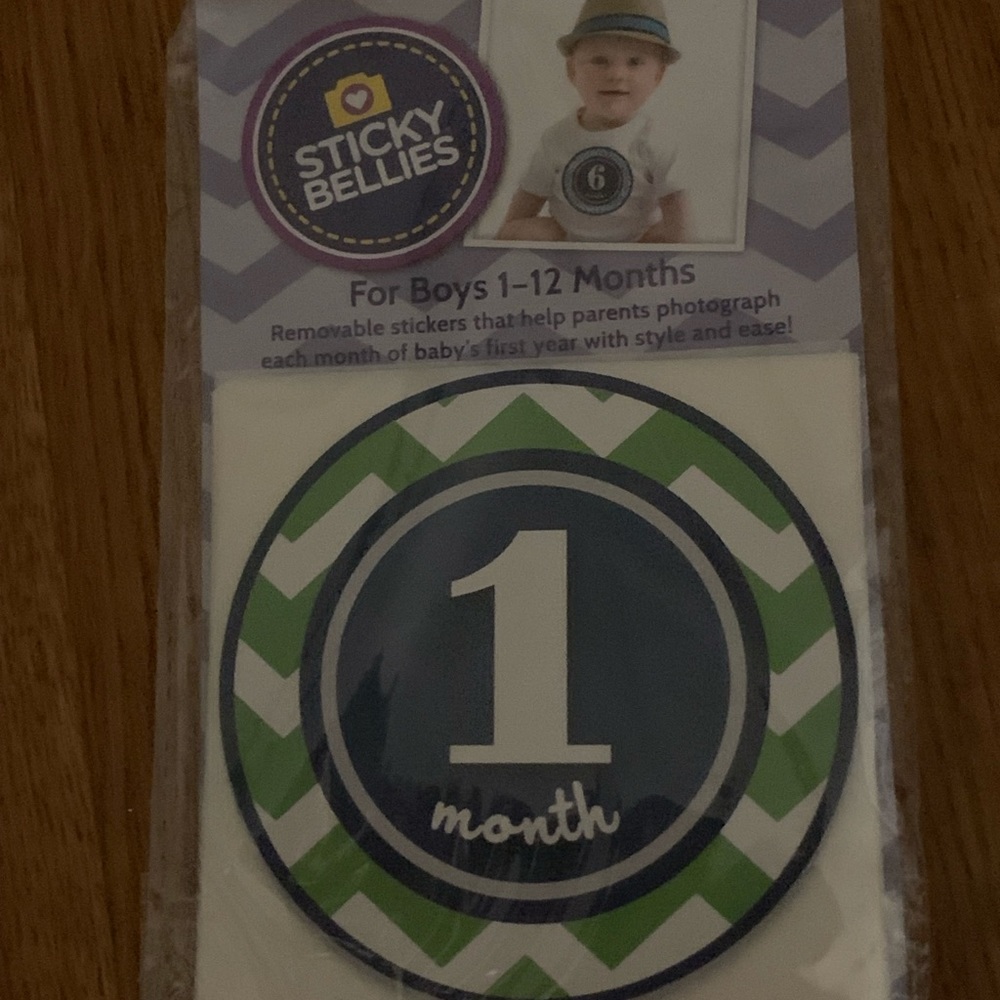 STICKY
BELLIES
6
For Boys 1–12 Months
Removable stickers that help parents photograph
each month of baby's first year with style and ease!
1
month